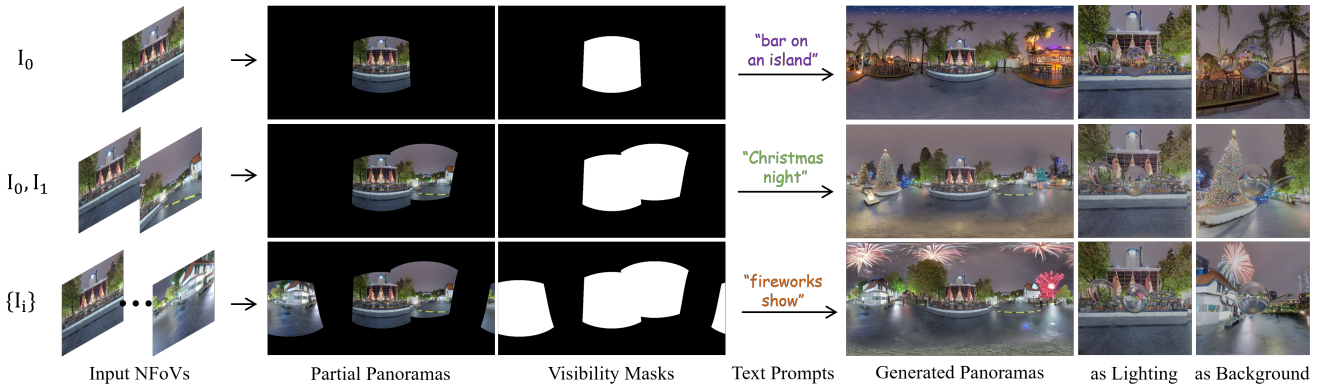 I₀
“bar on
an island”
I₀, I₁
“Christmas
night”
{Iᵢ}
“fireworks
show”
Input NFoVs
Partial Panoramas
Visibility Masks
Text Prompts
Generated Panoramas
as Lighting
as Background